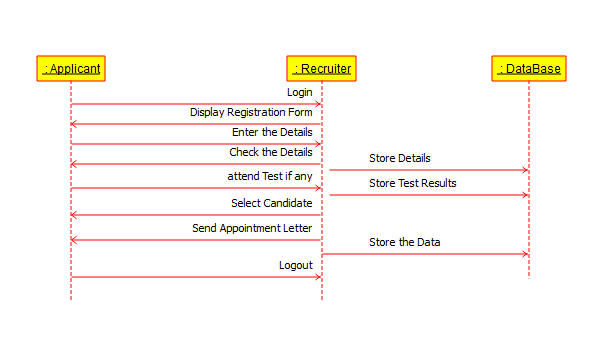 : Applicant
: Recruiter
: DataBase
Login
Display Registration Form
Enter the Details
Check the Details
Store Details
attend Test if any
Store Test Results
Select Candidate
Send Appointment Letter
Store the Data
Logout